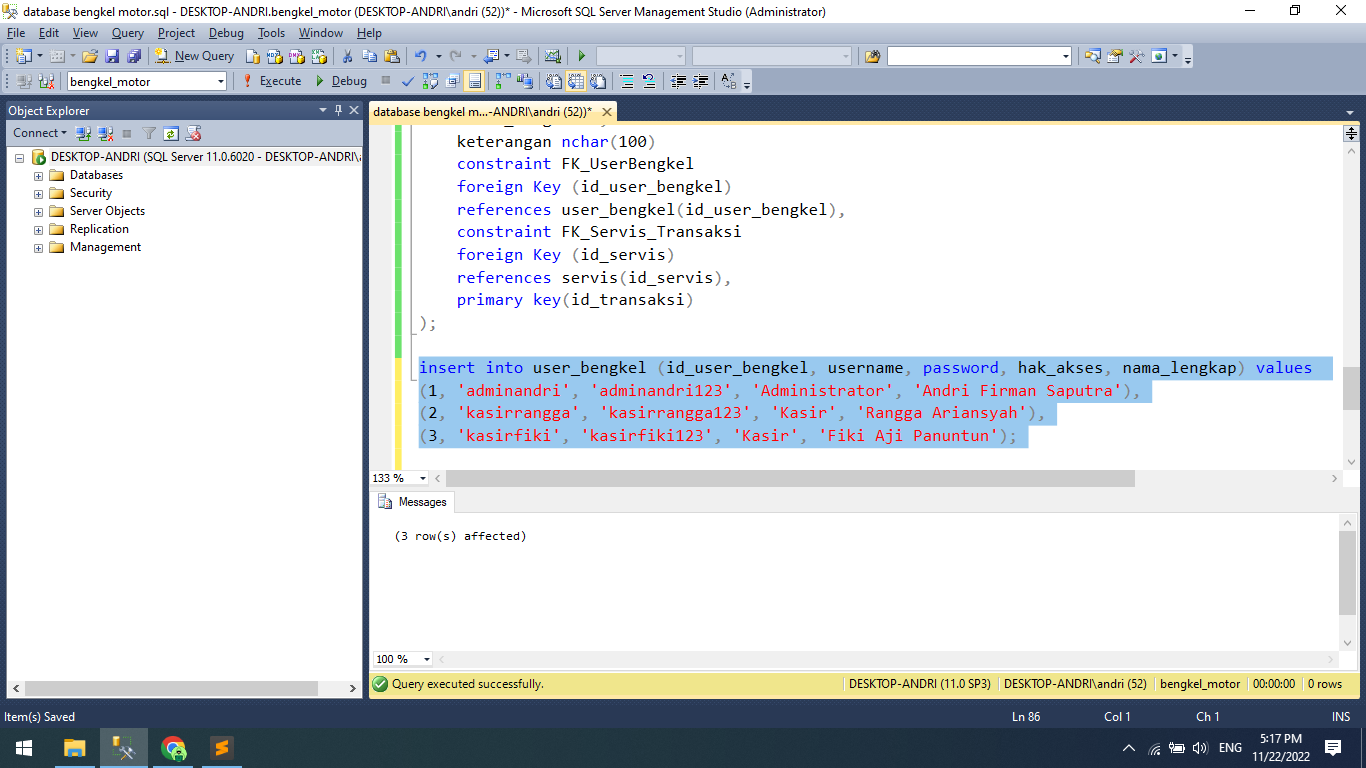 database bengkel motor.sql - DESKTOP-ANDRI.bengkel_motor (DESKTOP-ANDRI\andri (52))* - Microsoft SQL Server Management Studio (Administrator)
File Edit View Query Project Debug Tools Window Help
New Query
bengkel_motor Execute Debug
Object Explorer
Connect
DESKTOP-ANDRI (SQL Server 11.0.6020 - DESKTOP-ANDRI\
Databases
Security
Server Objects
Replication
Management
database bengkel m...-ANDRI\andri (52))*
keterangan nchar(100)
constraint FK_UserBengkel
foreign Key (id_user_bengkel)
references user_bengkel(id_user_bengkel),
constraint FK_Servis_Transaksi
foreign Key (id_servis)
references servis(id_servis),
primary key(id_transaksi)
);
insert into user_bengkel (id_user_bengkel, username, password, hak_akses, nama_lengkap) values
(1, 'adminandri', 'adminandri123', 'Administrator', 'Andri Firman Saputra'),
(2, 'kasirrangga', 'kasirrangga123', 'Kasir', 'Rangga Ariansyah'),
(3, 'kasirfiki', 'kasirfiki123', 'Kasir', 'Fiki Aji Panuntun');
133 %
Messages
(3 row(s) affected)
100 %
Query executed successfully. DESKTOP-ANDRI (11.0 SP3) DESKTOP-ANDRI\andri (52) bengkel_motor 00:00:00 0 rows
Item(s) Saved Ln 86 Col 1 Ch 1 INS
ENG
5:17 PM
11/22/2022